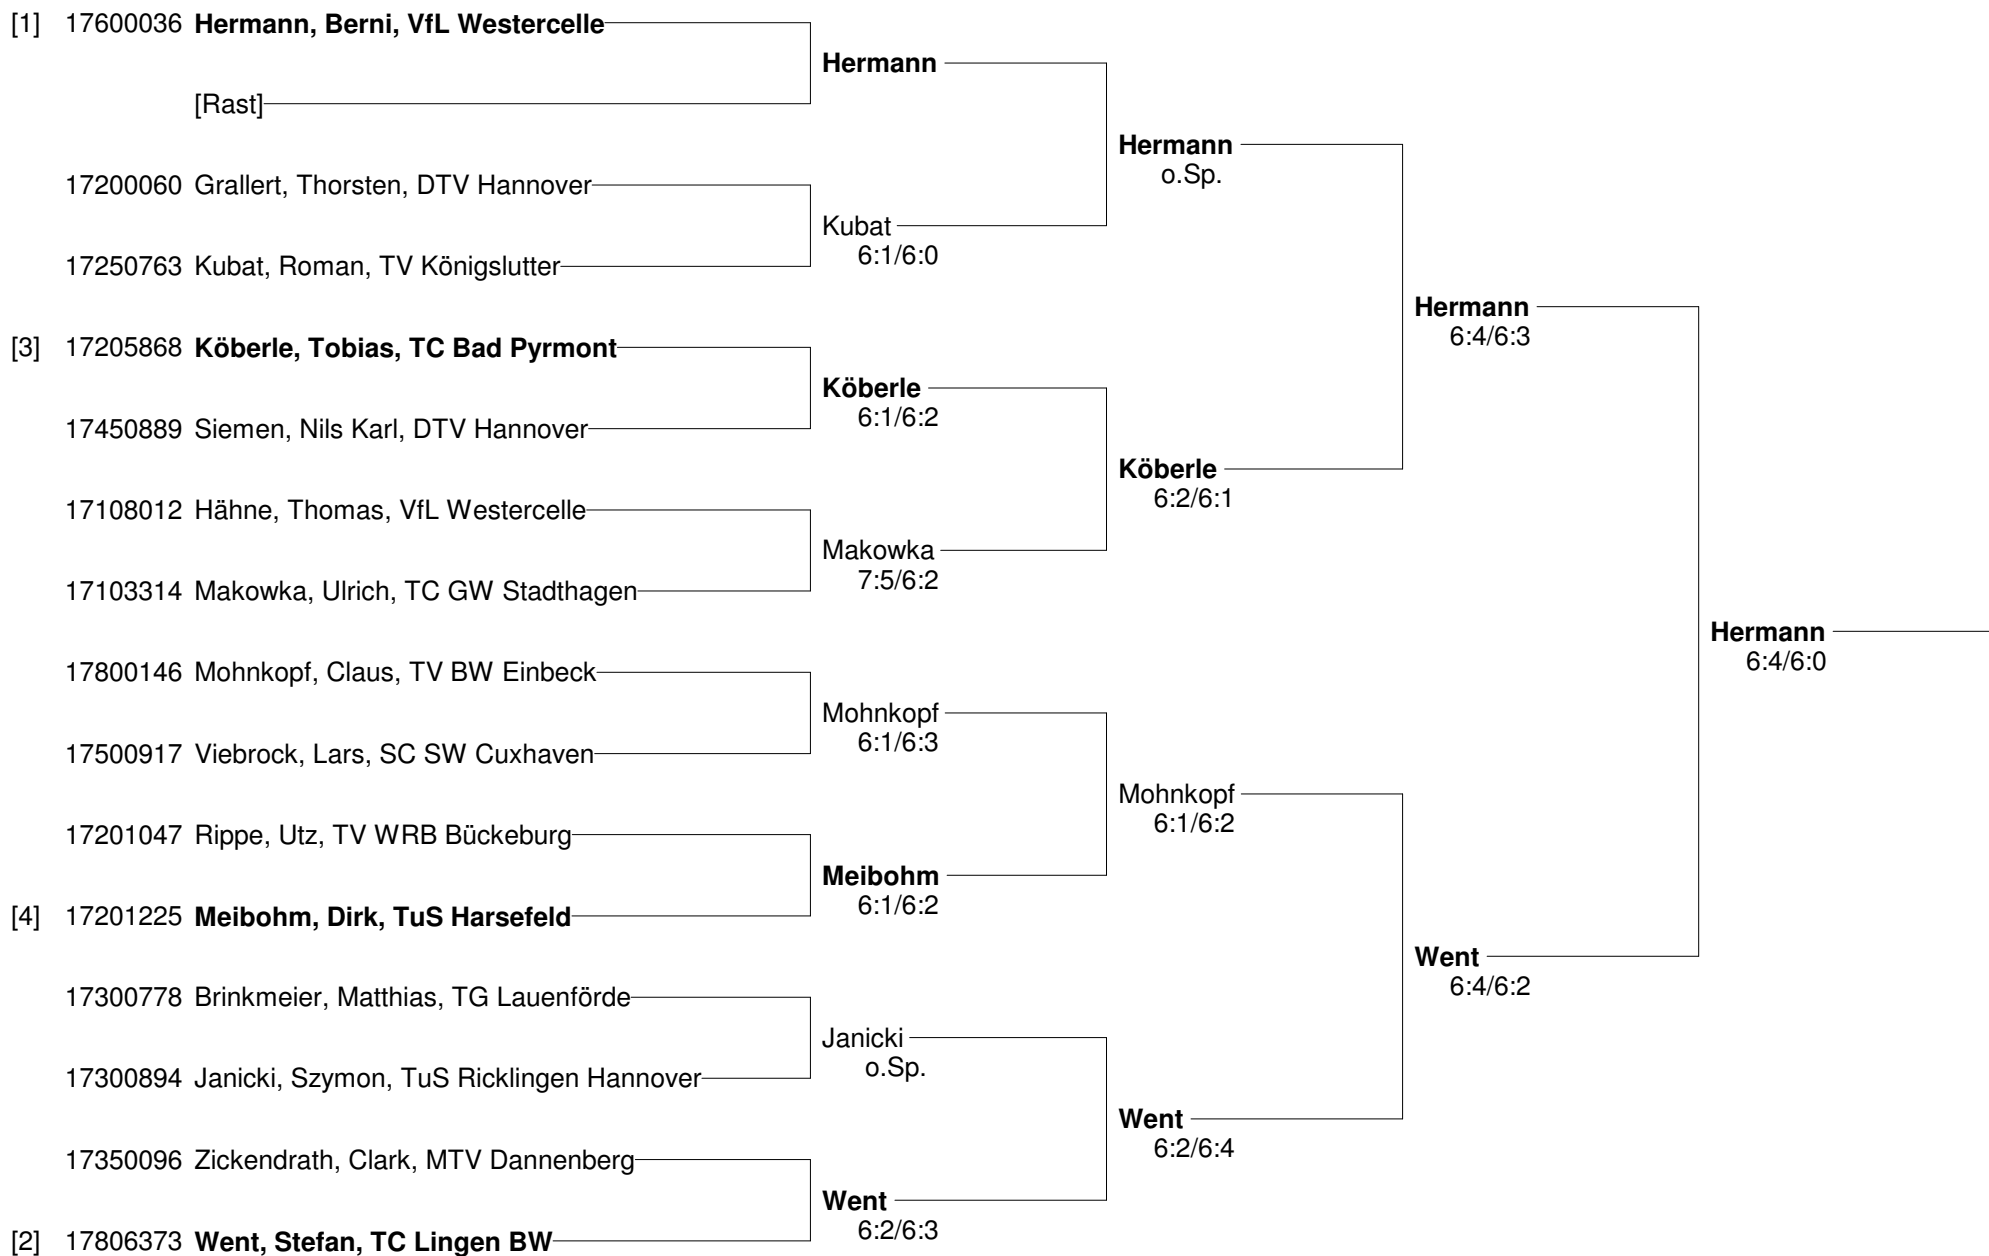 [1] 17600036 Hermann, Berni, VfL Westercelle
Hermann
[Rast]
Hermann
o.Sp.
17200060 Grallert, Thorsten, DTV Hannover
Kubat
6:1/6:0
17250763 Kubat, Roman, TV Königslutter
Hermann
6:4/6:3
[3] 17205868 Köberle, Tobias, TC Bad Pyrmont
Köberle
6:1/6:2
17450889 Siemen, Nils Karl, DTV Hannover
Köberle
6:2/6:1
17108012 Hähne, Thomas, VfL Westercelle
Makowka
7:5/6:2
17103314 Makowka, Ulrich, TC GW Stadthagen
Hermann
6:4/6:0
17800146 Mohnkopf, Claus, TV BW Einbeck
Mohnkopf
6:1/6:3
17500917 Viebrock, Lars, SC SW Cuxhaven
Mohnkopf
6:1/6:2
17201047 Rippe, Utz, TV WRB Bückeburg
Meibohm
6:1/6:2
[4] 17201225 Meibohm, Dirk, TuS Harsefeld
Went
6:4/6:2
17300778 Brinkmeier, Matthias, TG Lauenförde
Janicki
o.Sp.
17300894 Janicki, Szymon, TuS Ricklingen Hannover
Went
6:2/6:4
17350096 Zickendrath, Clark, MTV Dannenberg
Went
6:2/6:3
[2] 17806373 Went, Stefan, TC Lingen BW